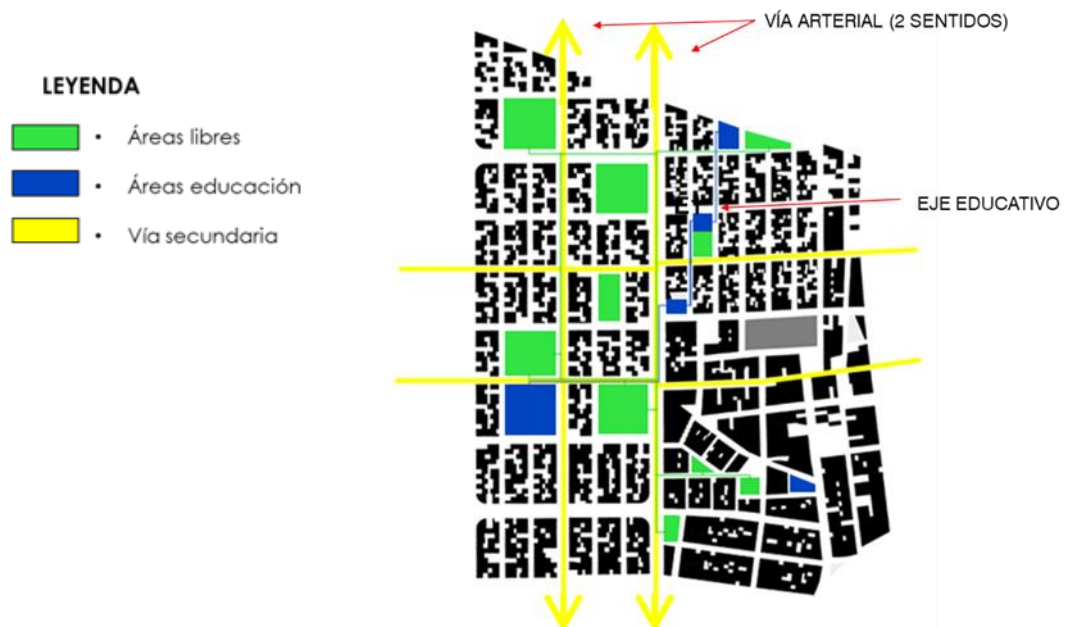 VÍA ARTERIAL (2 SENTIDOS)
LEYENDA
• Áreas libres
• Áreas educación
• Vía secundaria
EJE EDUCATIVO